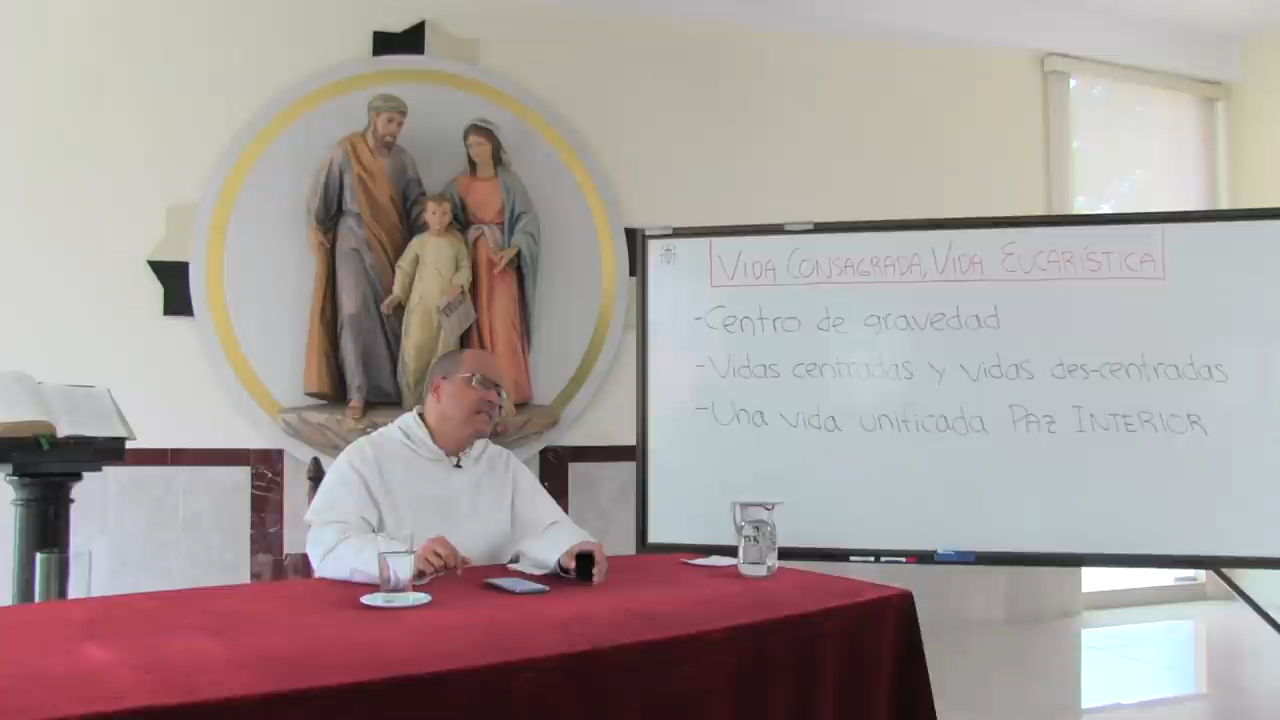 VIDA CONSAGRADA, VIDA EUCARÍSTICA
-Centro de gravedad
-Vidas centradas y vidas des-centradas
-Una vida unificada PAZ INTERIOR